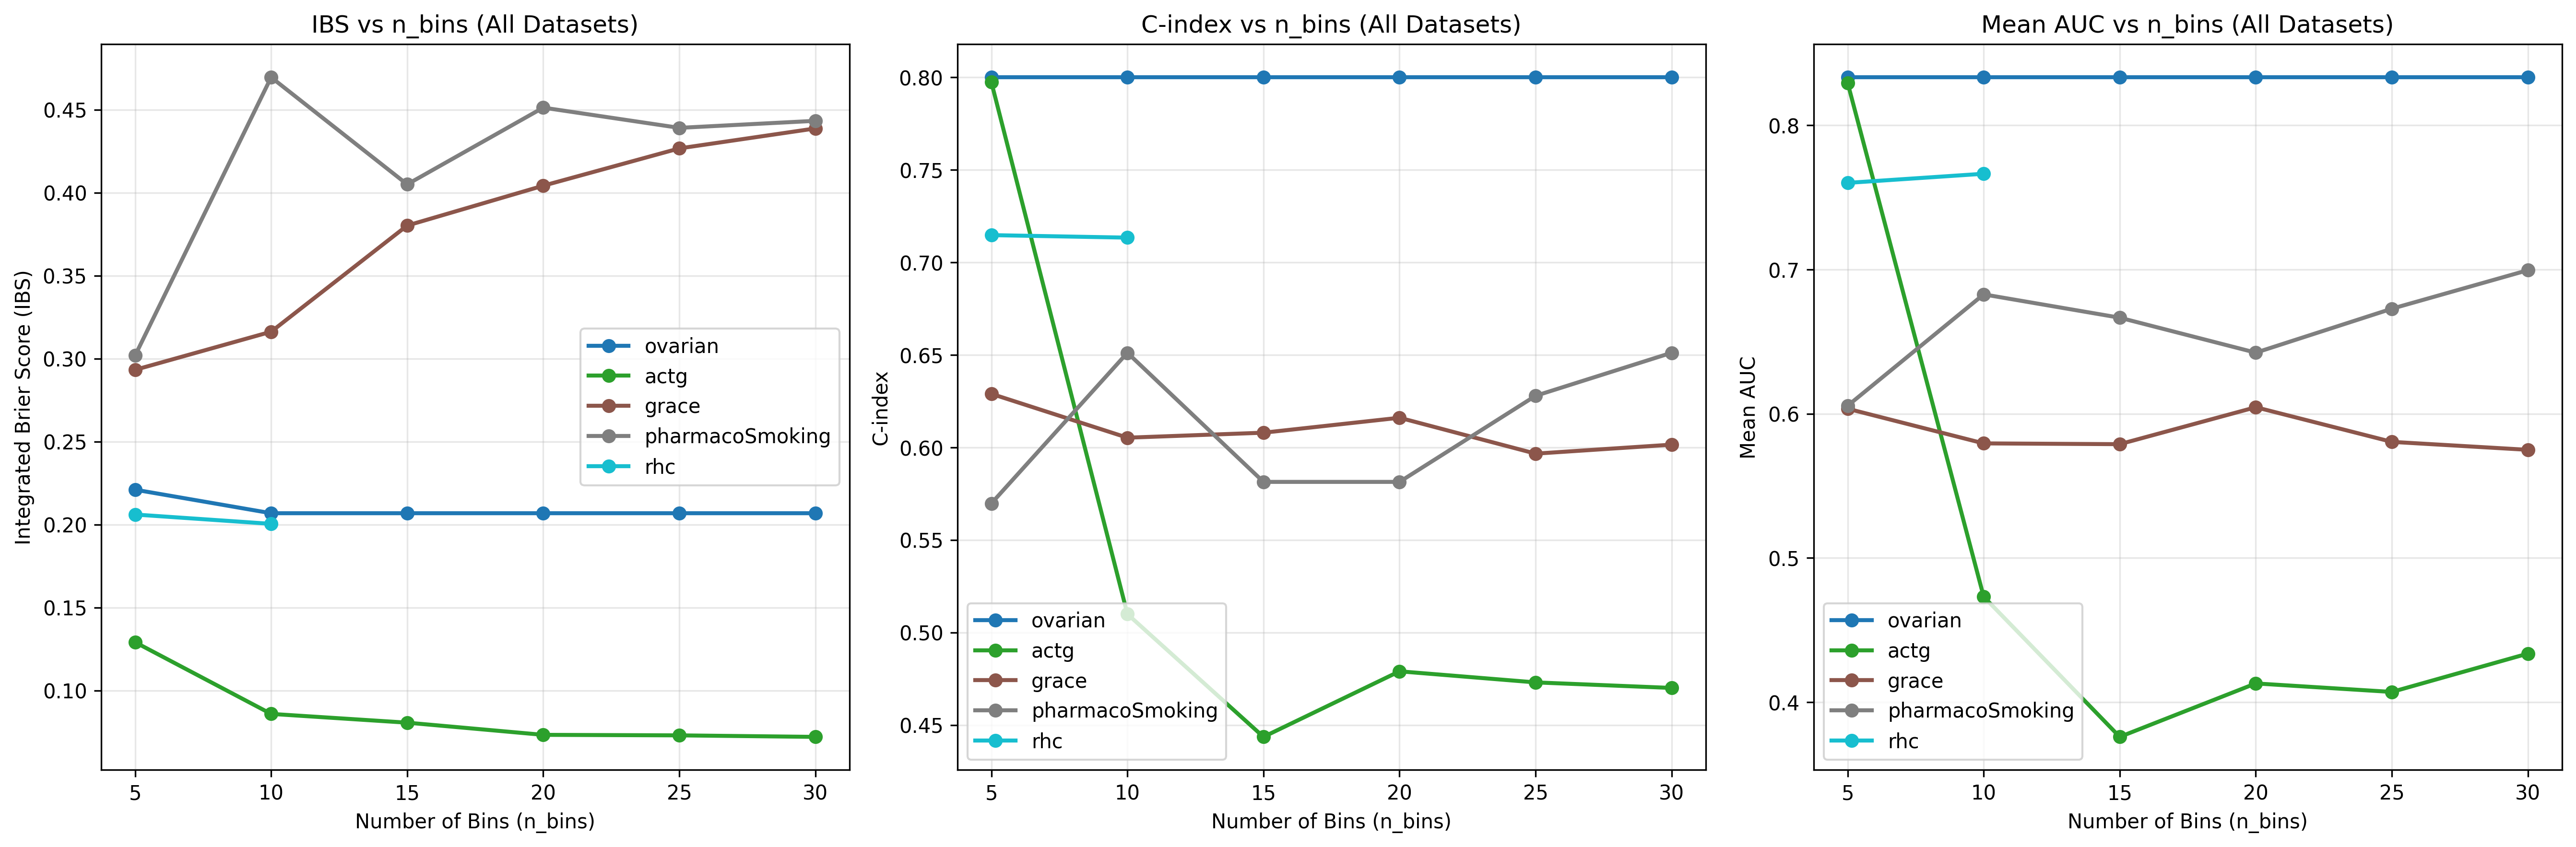 IBS vs n_bins (All Datasets)
Integrated Brier Score (IBS)
0.45
0.40
0.35
0.30
0.25
0.20
0.15
0.10
ovarian
actg
grace
pharmacoSmoking
rhc
5 10 15 20 25 30
Number of Bins (n_bins)
C-index vs n_bins (All Datasets)
C-index
0.80
0.75
0.70
0.65
0.60
0.55
0.50
0.45
ovarian
actg
grace
pharmacoSmoking
rhc
5 10 15 20 25 30
Number of Bins (n_bins)
Mean AUC vs n_bins (All Datasets)
Mean AUC
0.8
0.7
0.6
0.5
0.4
ovarian
actg
grace
pharmacoSmoking
rhc
5 10 15 20 25 30
Number of Bins (n_bins)